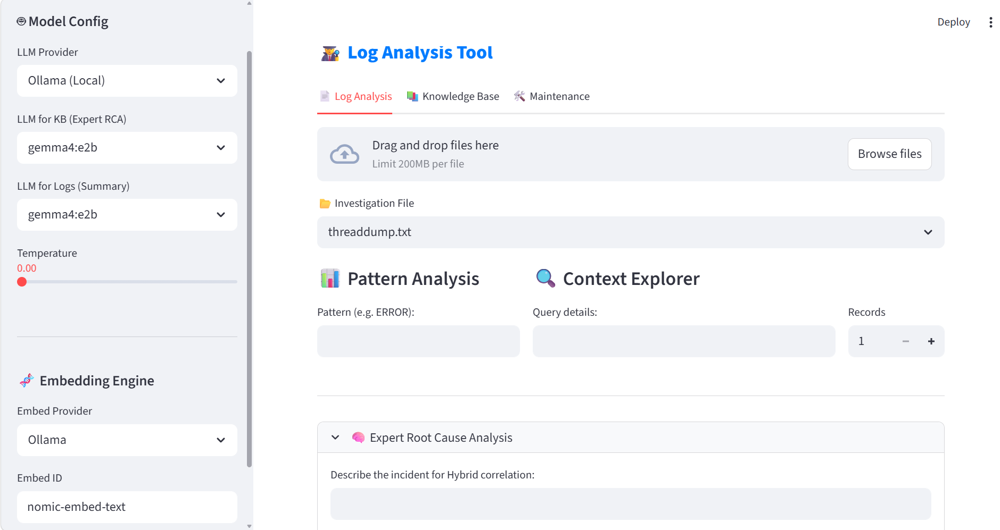 Model Config
LLM Provider
Ollama (Local)
LLM for KB (Expert RCA)
gemma4:e2b
LLM for Logs (Summary)
gemma4:e2b
Temperature
0.00
Embedding Engine
Embed Provider
Ollama
Embed ID
nomic-embed-text
Deploy
Log Analysis Tool
Log Analysis
Knowledge Base
Maintenance
Drag and drop files here
Limit 200MB per file
Browse files
Investigation File
threaddump.txt
Pattern Analysis
Context Explorer
Pattern (e.g. ERROR):
Query details:
Records
1
Expert Root Cause Analysis
Describe the incident for Hybrid correlation: